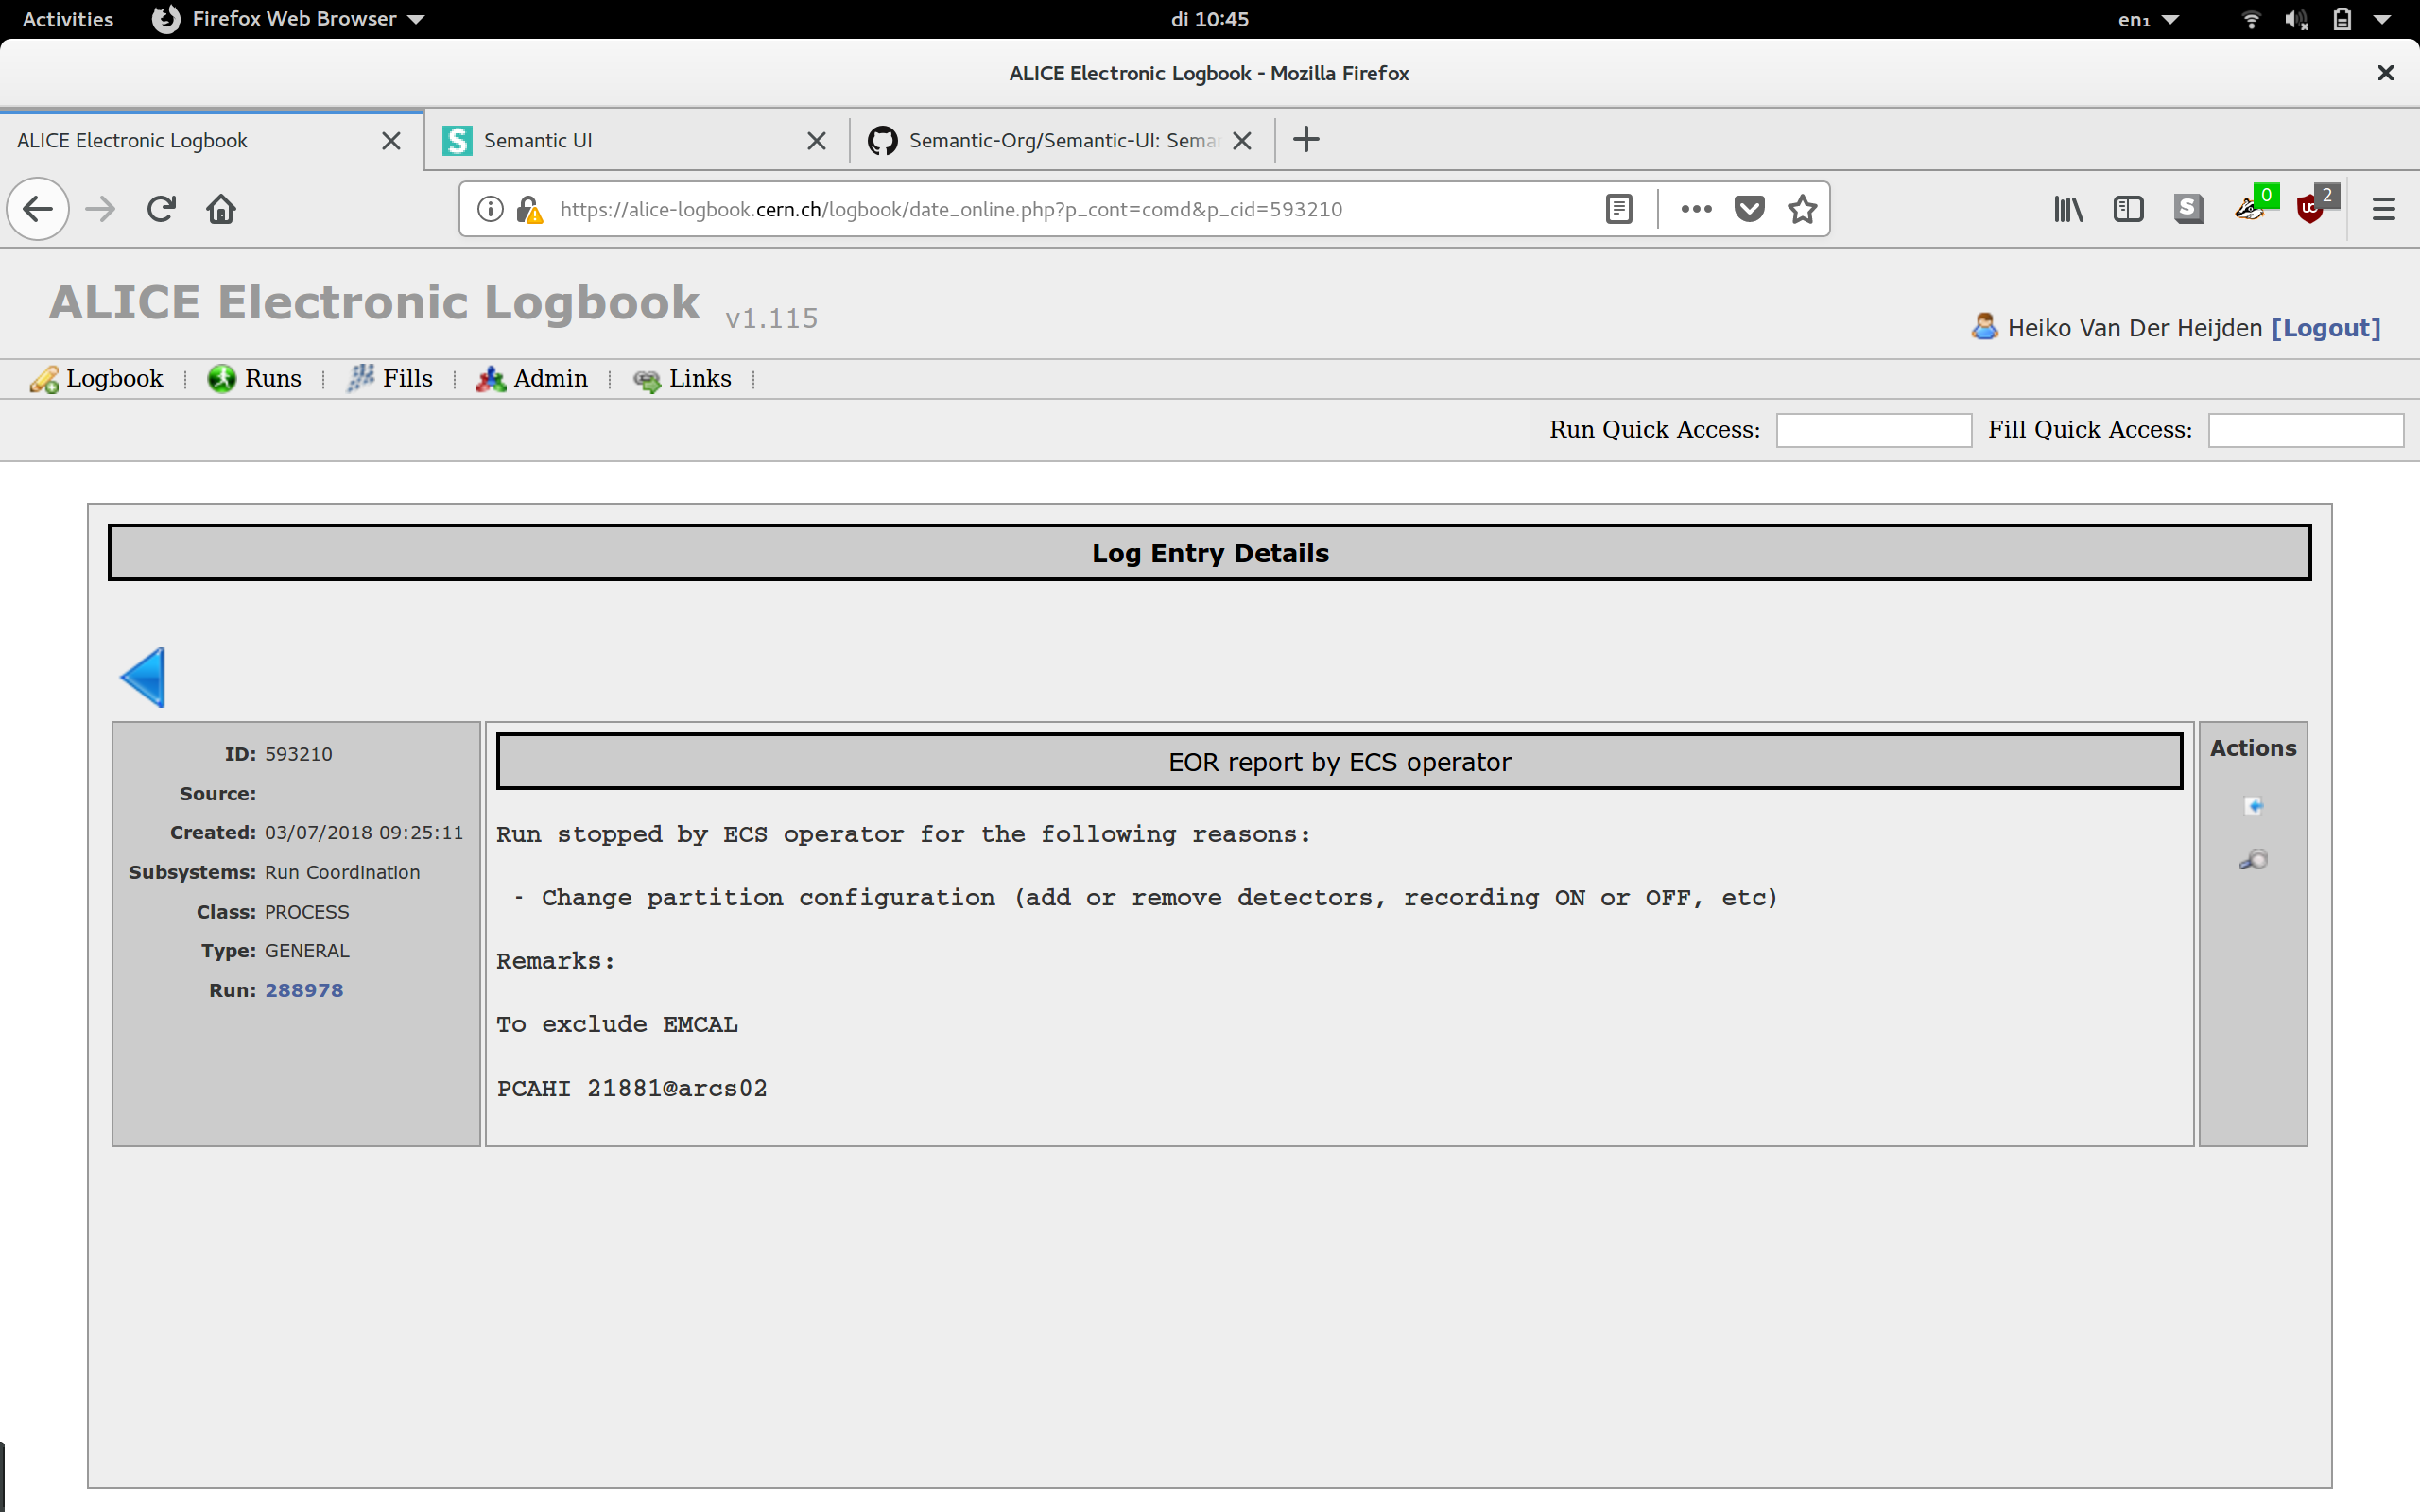 Activities Firefox Web Browser di 10:45 en₁
ALICE Electronic Logbook - Mozilla Firefox
ALICE Electronic Logbook Semantic UI Semantic-Org/Semantic-UI: Seman
https://alice-logbook.cern.ch/logbook/date_online.php?p_cont=comd&p_cid=593210 0 2
ALICE Electronic Logbook v1.115
Heiko Van Der Heijden [Logout]
Logbook Runs Fills Admin Links
Run Quick Access: Fill Quick Access:
Log Entry Details
ID: 593210
Source:
Created: 03/07/2018 09:25:11
Subsystems: Run Coordination
Class: PROCESS
Type: GENERAL
Run: 288978
EOR report by ECS operator
Run stopped by ECS operator for the following reasons:
- Change partition configuration (add or remove detectors, recording ON or OFF, etc)
Remarks:
To exclude EMCAL
PCAHI 21881@arcs02
Actions